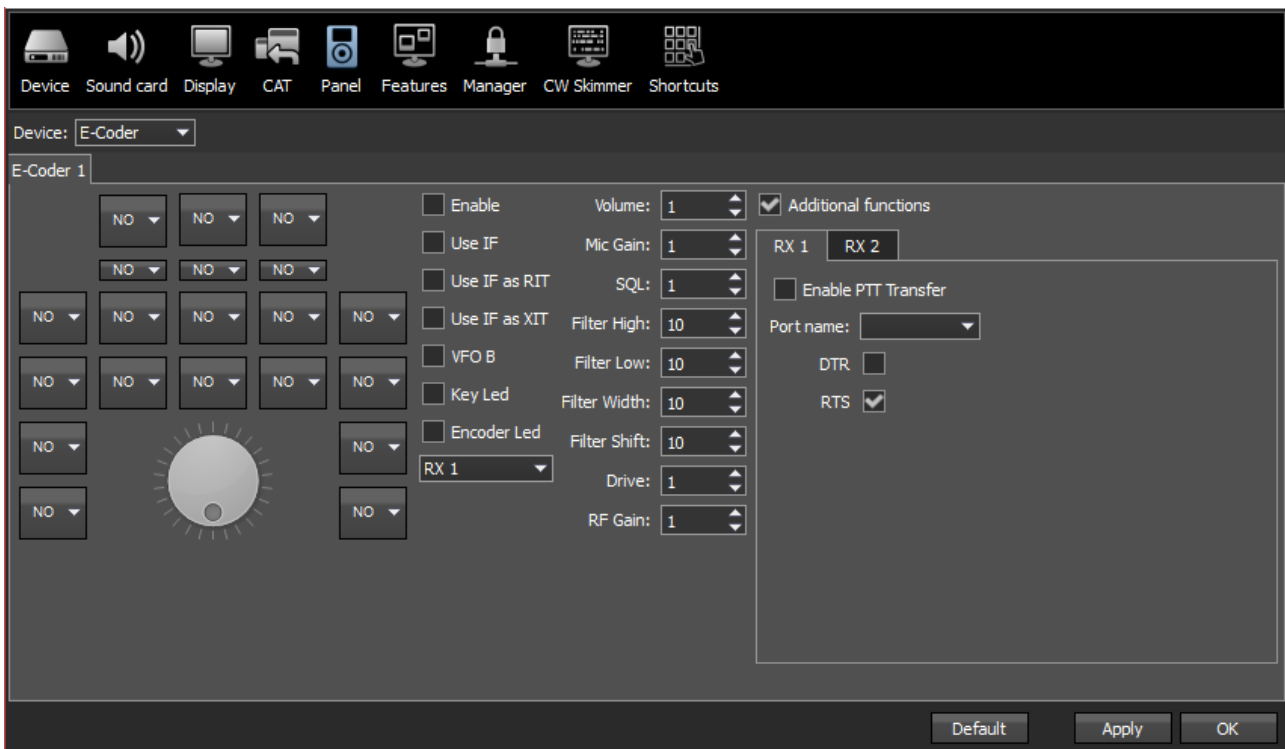 Device Sound card Display CAT Panel Features Manager CW Skimmer Shortcuts
Device: E-Coder
E-Coder 1
NO NO NO
NO NO NO
NO NO NO NO NO
NO NO NO NO NO
NO NO
NO NO
Enable
Use IF
Use IF as RIT
Use IF as XIT
VFO B
Key Led
Encoder Led
RX 1
Volume: 1
Mic Gain: 1
SQL: 1
Filter High: 10
Filter Low: 10
Filter Width: 10
Filter Shift: 10
Drive: 1
RF Gain: 1
Additional functions
RX 1 RX 2
Enable PTT Transfer
Port name:
DTR
RTS
Default Apply OK